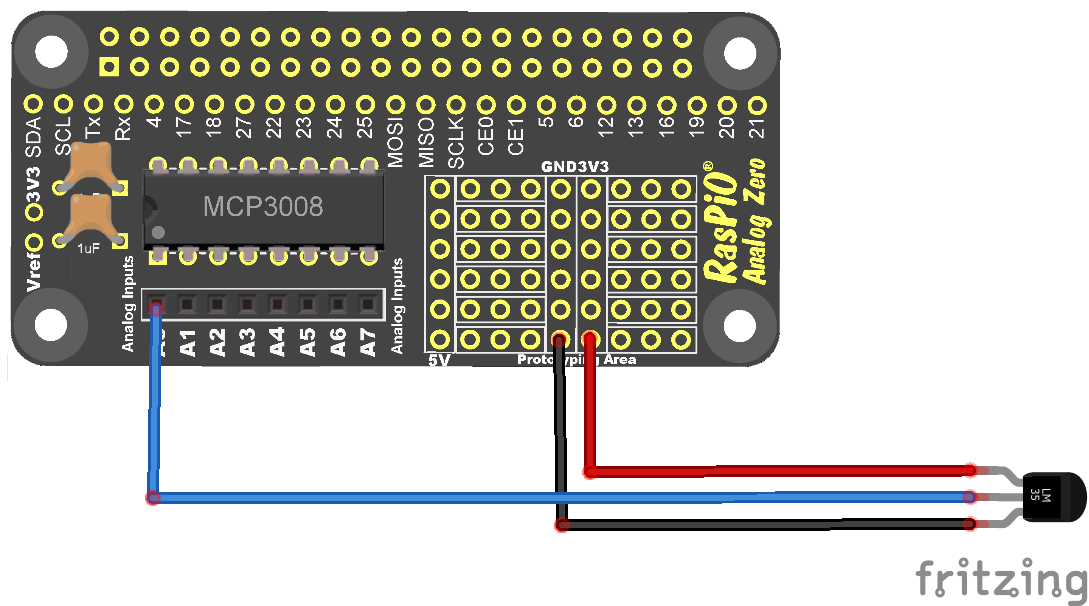 SDA
SCL
Tx
Rx
4
17
18
27
22
23
24
25
MOSI
MISO
SCLK
CE0
CE1
5
6
12
13
16
19
20
21
3V3
Vref
1uF
MCP3008
GND3V3
RasPiO®
Analog Zero
Analog Inputs
Analog Inputs
A0
A1
A2
A3
A4
A5
A6
A7
5V
Prototyping Area
LM
35
fritzing